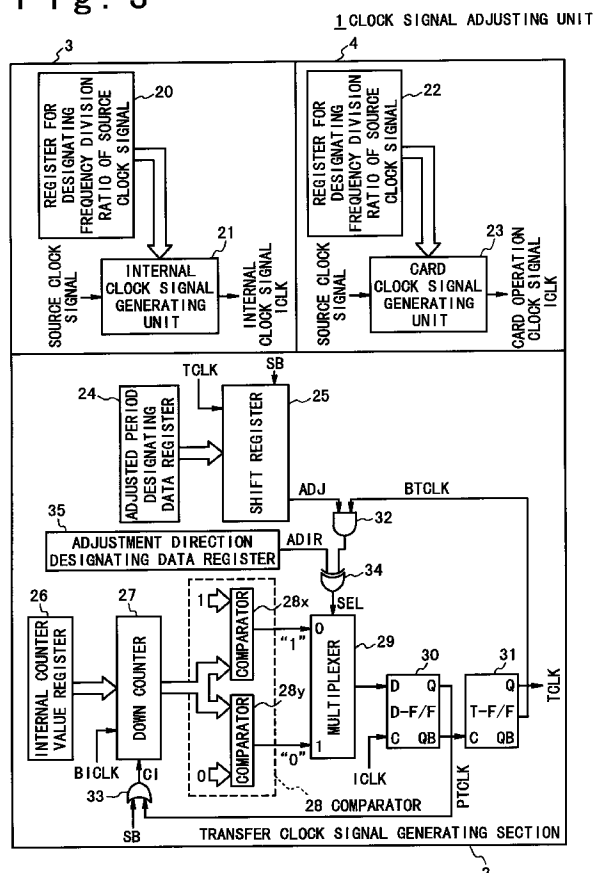 1 CLOCK SIGNAL ADJUSTING UNIT
3
20
REGISTER FOR
DESIGNATING
FREQUENCY DIVISION
RATIO OF SOURCE
CLOCK SIGNAL
21
SOURCE CLOCK
SIGNAL
INTERNAL
CLOCK SIGNAL
GENERATING
UNIT
INTERNAL
CLOCK SIGNAL
ICLK
4
22
REGISTER FOR
DESIGNATING
FREQUENCY DIVISION
RATIO OF SOURCE
CLOCK SIGNAL
23
SOURCE CLOCK
SIGNAL
CARD
CLOCK SIGNAL
GENERATING
UNIT
CARD OPERATION
CLOCK SIGNAL
ICLK
TCLK
SB
24
25
ADJUSTED PERIOD
DESIGNATING
DATA REGISTER
SHIFT REGISTER
ADJ
BTCLK
32
35
ADJUSTMENT DIRECTION
DESIGNATING DATA REGISTER
ADIR
34
SEL
26
27
INTERNAL COUNTER
VALUE REGISTER
DOWN COUNTER
BICLK
CI
33
SB
1
COMPARATOR
28x
"1"
COMPARATOR
28y
"0"
0
28 COMPARATOR
0
MULTIPLEXER
1
29
30
D Q
D-F/F
C QB
ICLK
PTCLK
31
Q
T-F/F
C QB
TCLK
TRANSFER CLOCK SIGNAL GENERATING SECTION